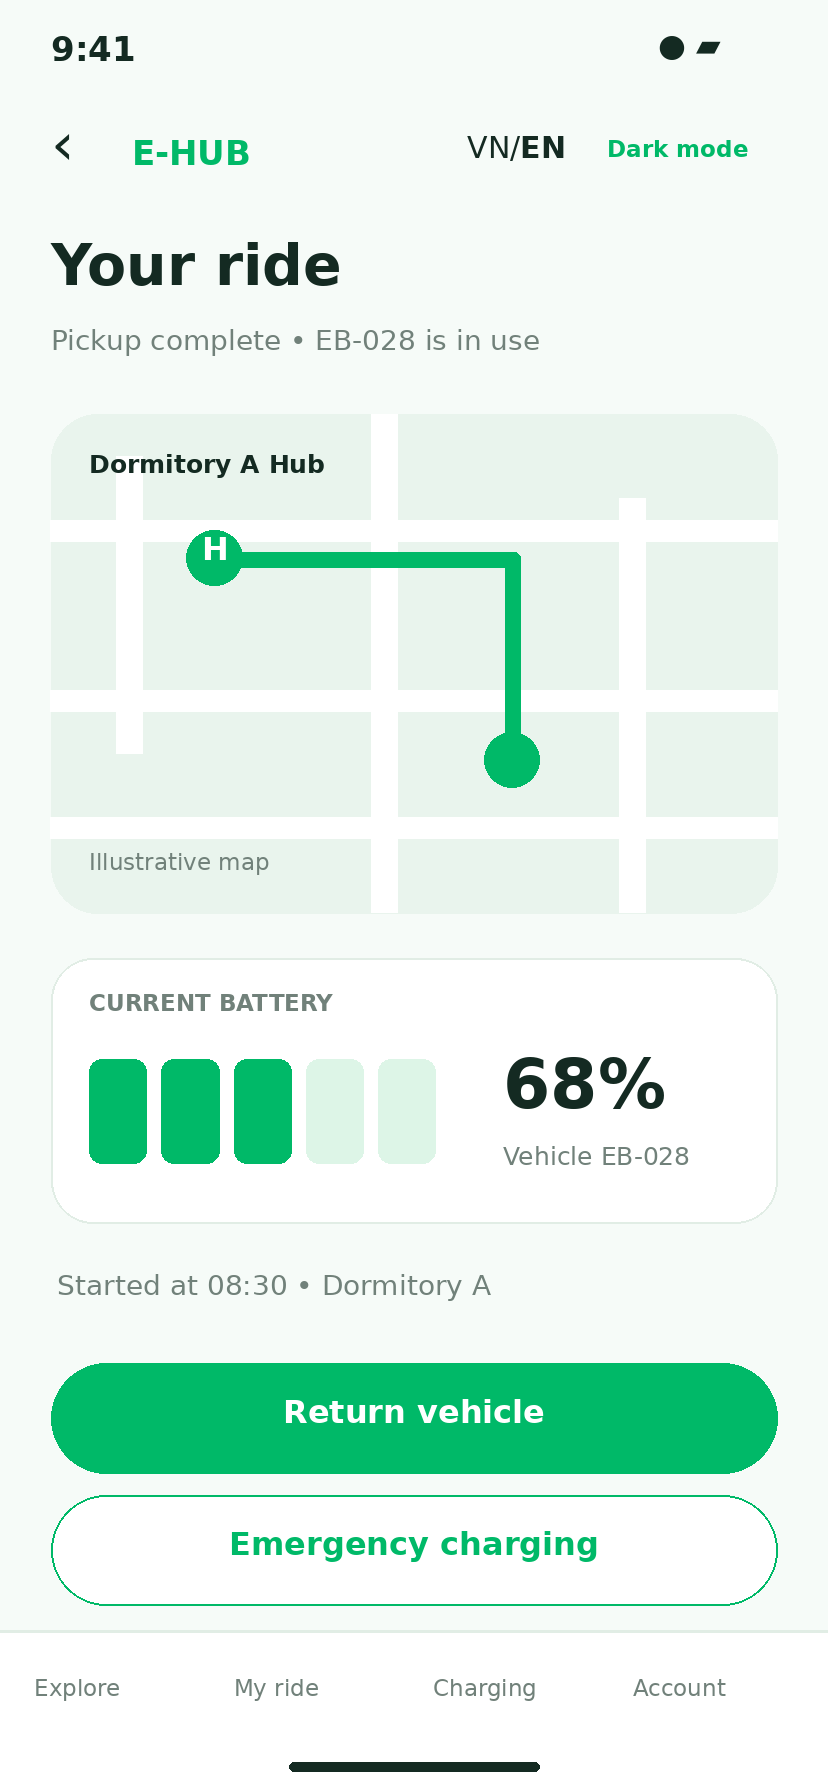 9:41
‹ E-HUB VN/EN Dark mode
Your ride
Pickup complete • EB-028 is in use
Dormitory A Hub
H
Illustrative map
CURRENT BATTERY
68%
Vehicle EB-028
Started at 08:30 • Dormitory A
Return vehicle
Emergency charging
Explore My ride Charging Account